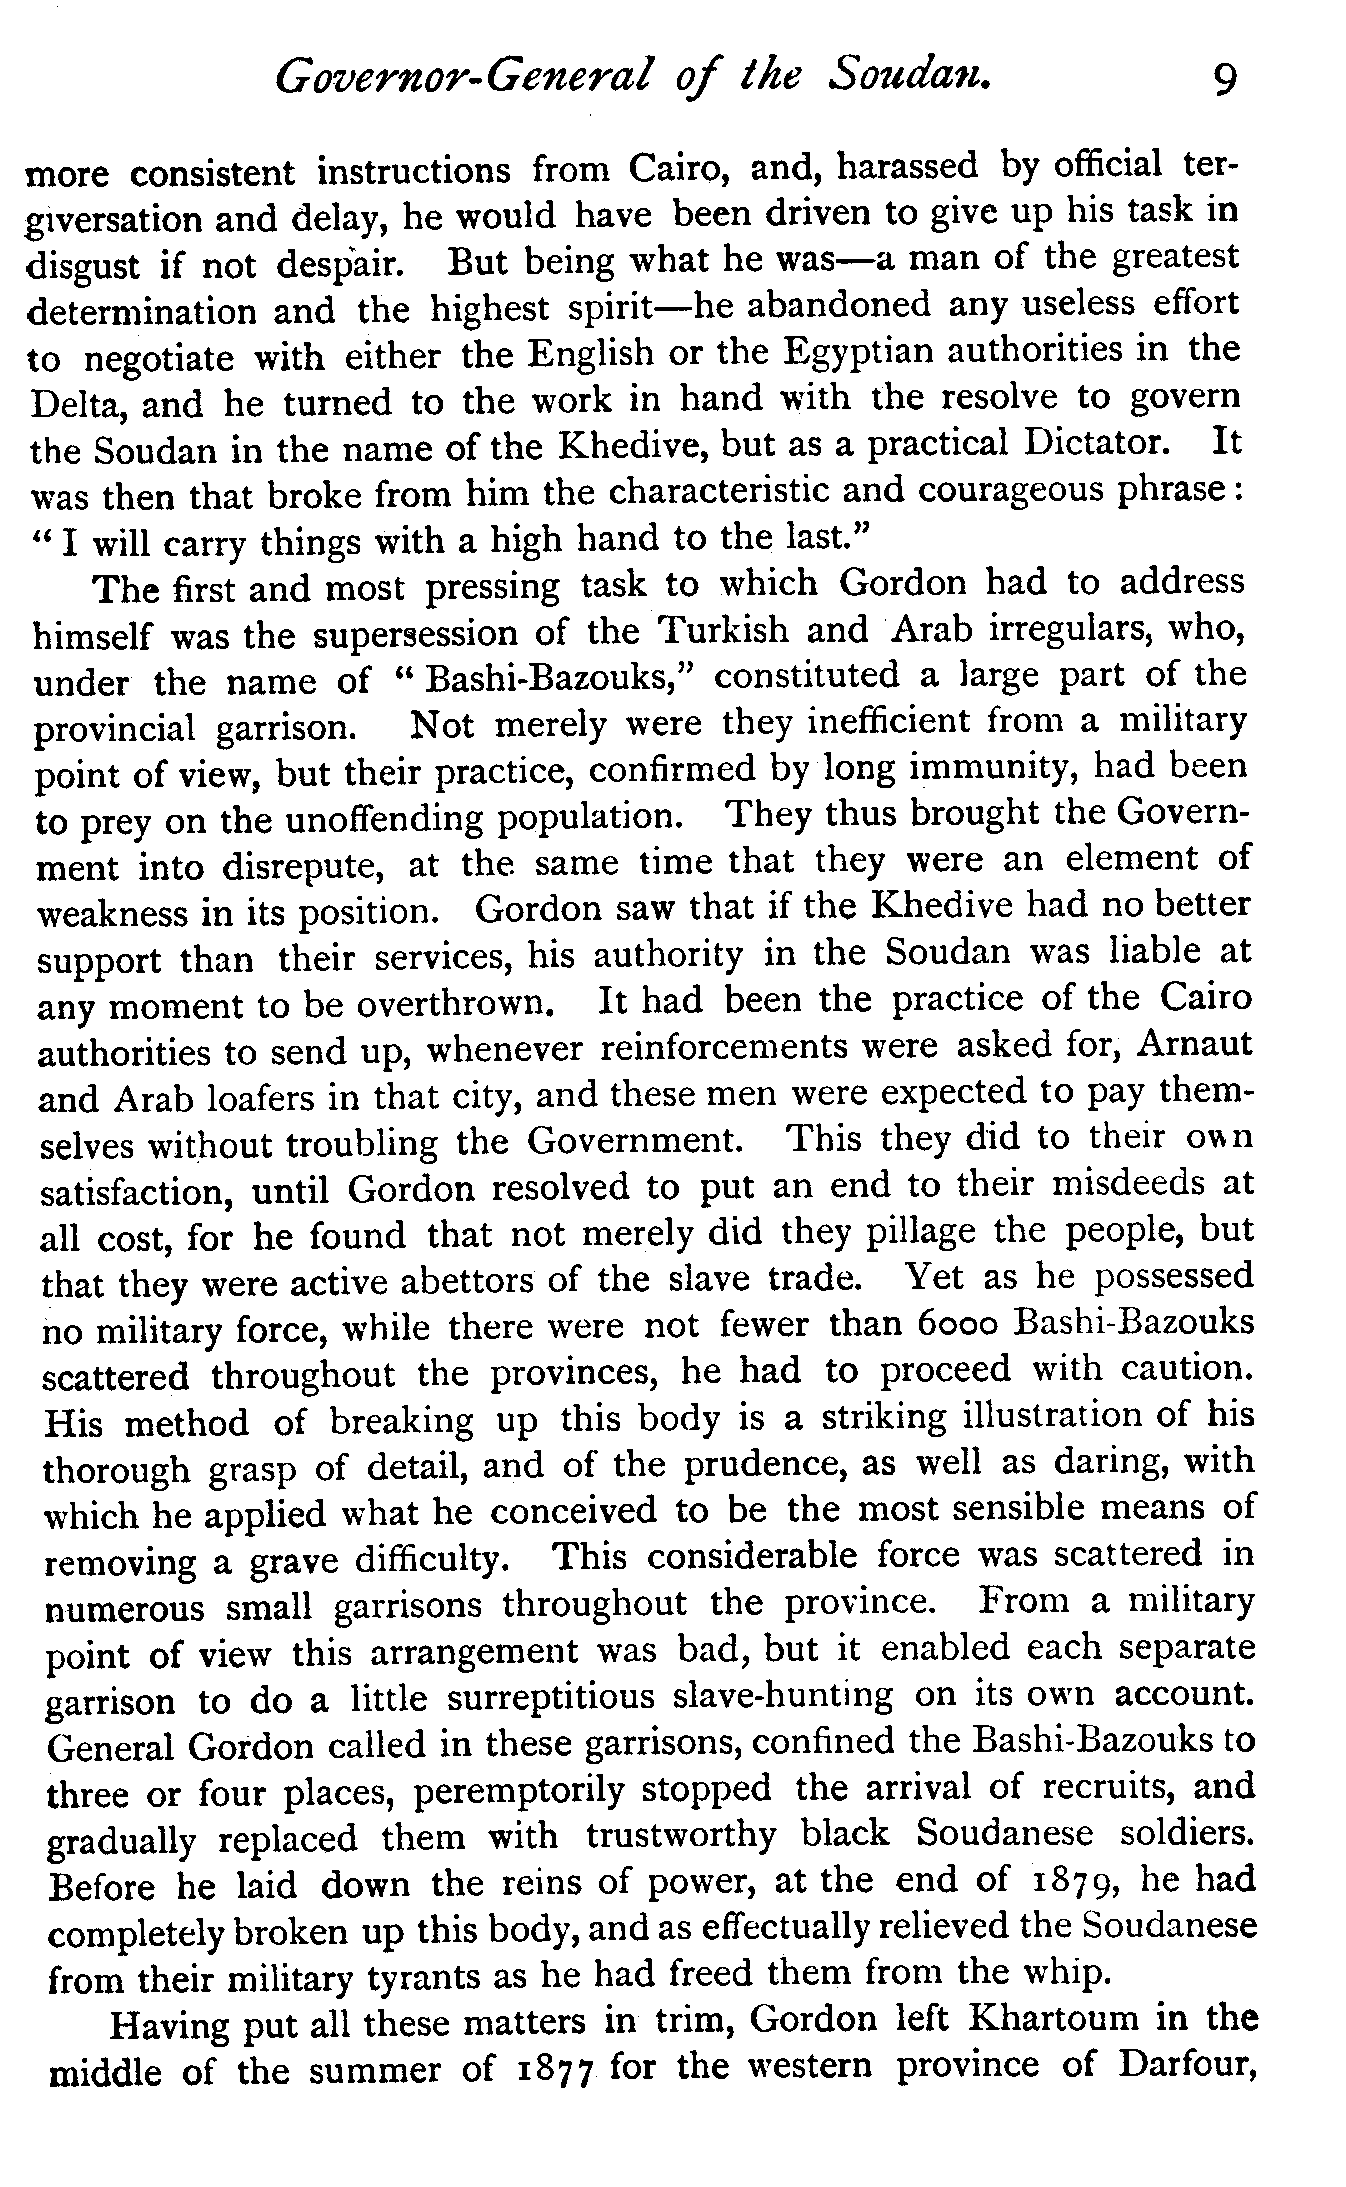 Governor-General of the Soudan. 9
more consistent instructions from Cairo, and, harassed by official ter-
giversation and delay, he would have been driven to give up his task in
disgust if not despair. But being what he was—a man of the greatest
determination and the highest spirit—he abandoned any useless effort
to negotiate with either the English or the Egyptian authorities in the
Delta, and he turned to the work in hand with the resolve to govern
the Soudan in the name of the Khedive, but as a practical Dictator. It
was then that broke from him the characteristic and courageous phrase:
“I will carry things with a high hand to the last.”
The first and most pressing task to which Gordon had to address
himself was the supersession of the Turkish and Arab irregulars, who,
under the name of “Bashi-Bazouks,” constituted a large part of the
provincial garrison. Not merely were they inefficient from a military
point of view, but their practice, confirmed by long immunity, had been
to prey on the unoffending population. They thus brought the Govern-
ment into disrepute, at the same time that they were an element of
weakness in its position. Gordon saw that if the Khedive had no better
support than their services, his authority in the Soudan was liable at
any moment to be overthrown. It had been the practice of the Cairo
authorities to send up, whenever reinforcements were asked for, Arnaut
and Arab loafers in that city, and these men were expected to pay them-
selves without troubling the Government. This they did to their own
satisfaction, until Gordon resolved to put an end to their misdeeds at
all cost, for he found that not merely did they pillage the people, but
that they were active abettors of the slave trade. Yet as he possessed
no military force, while there were not fewer than 6000 Bashi-Bazouks
scattered throughout the provinces, he had to proceed with caution.
His method of breaking up this body is a striking illustration of his
thorough grasp of detail, and of the prudence, as well as daring, with
which he applied what he conceived to be the most sensible means of
removing a grave difficulty. This considerable force was scattered in
numerous small garrisons throughout the province. From a military
point of view this arrangement was bad, but it enabled each separate
garrison to do a little surreptitious slave-hunting on its own account.
General Gordon called in these garrisons, confined the Bashi-Bazouks to
three or four places, peremptorily stopped the arrival of recruits, and
gradually replaced them with trustworthy black Soudanese soldiers.
Before he laid down the reins of power, at the end of 1879, he had
completely broken up this body, and as effectually relieved the Soudanese
from their military tyrants as he had freed them from the whip.
Having put all these matters in trim, Gordon left Khartoum in the
middle of the summer of 1877 for the western province of Darfour,